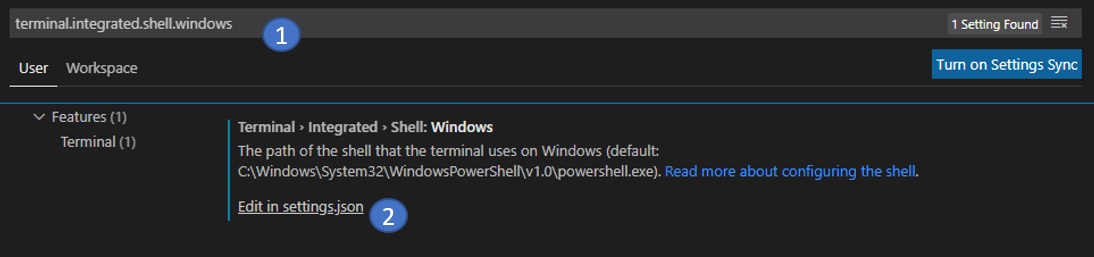 terminal.integrated.shell.windows
1
1 Setting Found
User Workspace
Turn on Settings Sync
Features (1)
Terminal (1)
Terminal › Integrated › Shell: Windows
The path of the shell that the terminal uses on Windows (default:
C:\Windows\System32\WindowsPowerShell\v1.0\powershell.exe). Read more about configuring the shell.
Edit in settings.json
2